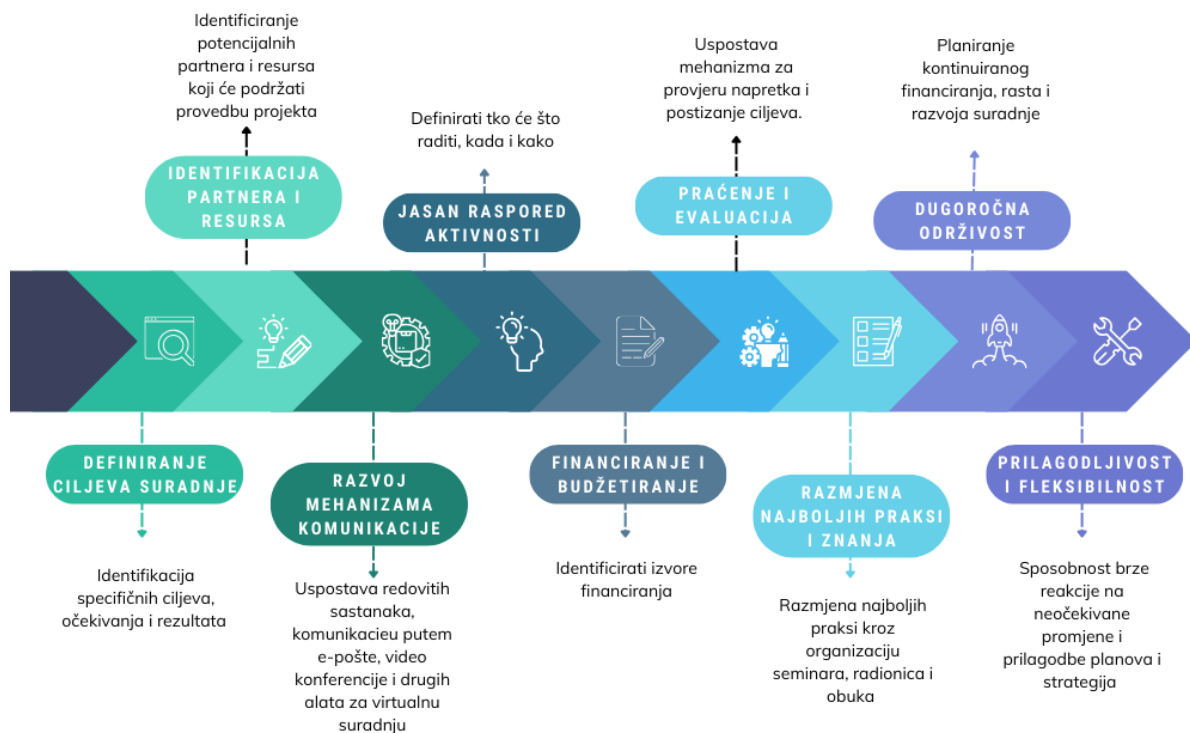 Identificiranje
potencijalnih
partnera i resursa
koji će podržati
provedbu projekta
IDENTIFIKACIJA
PARTNERA I
RESURSA
Definirati tko će što
raditi, kada i kako
JASAN RASPORED
AKTIVNOSTI
Uspostava
mehanizma za
provjeru napretka i
postizanje ciljeva.
PRAĆENJE I
EVALUACIJA
Planiranje
kontinuiranog
financiranja, rasta i
razvoja suradnje
DUGOROČNA
ODRŽIVOST
DEFINIRANJE
CILJEVA SURADNJE
Identifikacija
specifičnih ciljeva,
očekivanja i rezultata
RAZVOJ
MEHANIZAMA
KOMUNIKACIJE
Uspostava redovitih
sastanaka,
komunikacieu putem
e-pošte, video
konferencije i drugih
alata za virtualnu
suradnju
FINANCIRANJE I
BUDŽETIRANJE
Identificirati izvore
financiranja
RAZMJENA
NAJBOLJIH PRAKSI
I ZNANJA
Razmjena najboljih
praksi kroz
organizaciju
seminara, radionica i
obuka
PRILAGODLJIVOST
I FLEKSIBILNOST
Sposobnost brze
reakcije na
neočekivane
promjene i
prilagodbe planova i
strategija